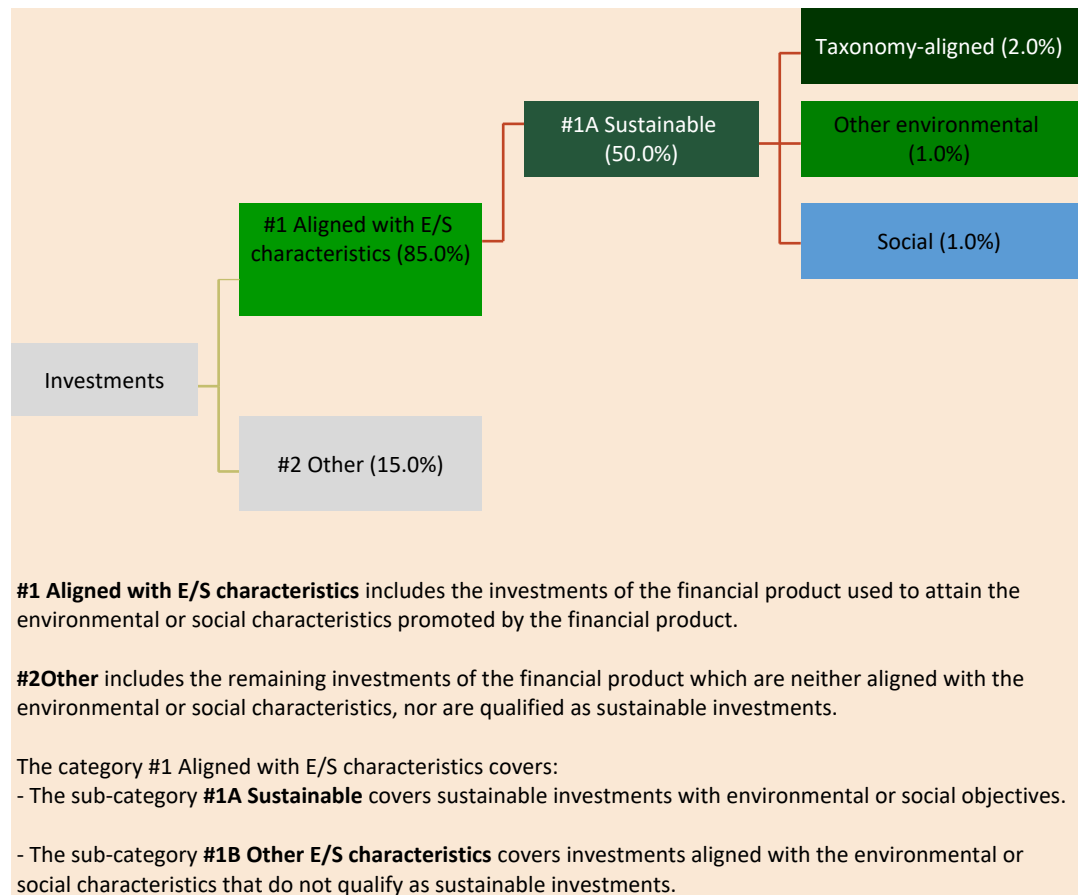 Taxonomy-aligned (2.0%)
#1A Sustainable
(50.0%)
Other environmental
(1.0%)
#1 Aligned with E/S
characteristics (85.0%)
Social (1.0%)
Investments
#2 Other (15.0%)
#1 Aligned with E/S characteristics includes the investments of the financial product used to attain the
environmental or social characteristics promoted by the financial product.
#2Other includes the remaining investments of the financial product which are neither aligned with the
environmental or social characteristics, nor are qualified as sustainable investments.
The category #1 Aligned with E/S characteristics covers:
- The sub-category #1A Sustainable covers sustainable investments with environmental or social objectives.
- The sub-category #1B Other E/S characteristics covers investments aligned with the environmental or
social characteristics that do not qualify as sustainable investments.